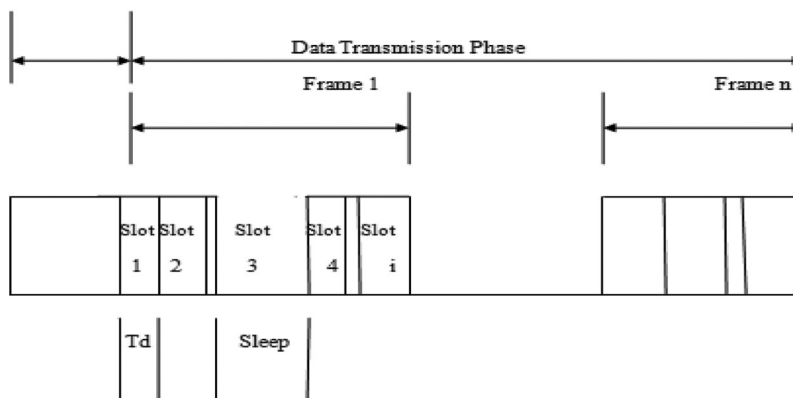 Data Transmission Phase
Frame 1
Frame n
Slot Slot Slot Slot Slot
1 2 3 4 i
Td Sleep